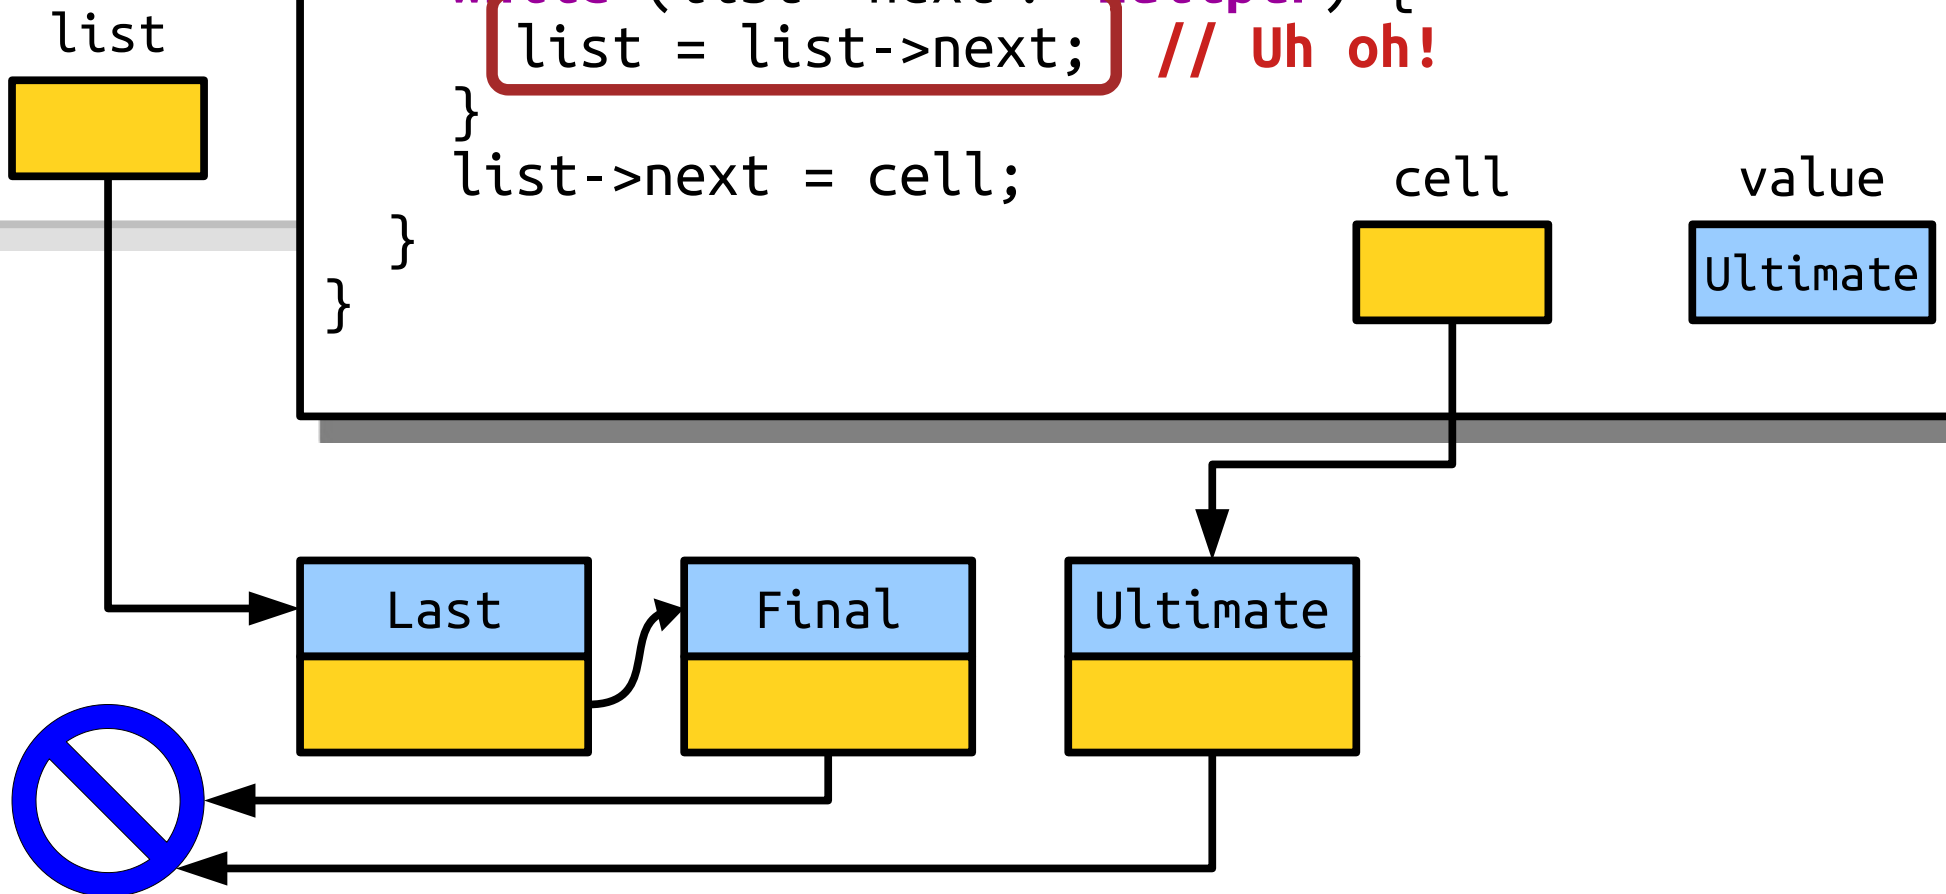 list
list = list->next; // Uh oh!
}
list->next = cell;
}
}
cell
value
Ultimate
Last
Final
Ultimate